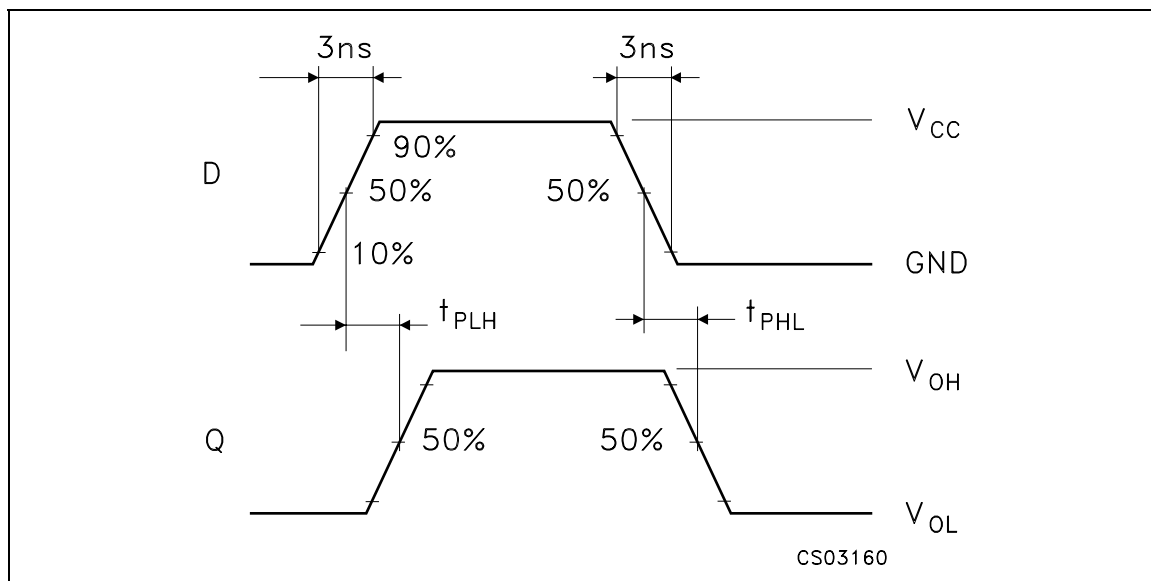 3ns 3ns
V_CC
90%
D
50% 50%
10%
GND
t_PLH t_PHL
V_OH
Q
50% 50%
V_OL
CS03160